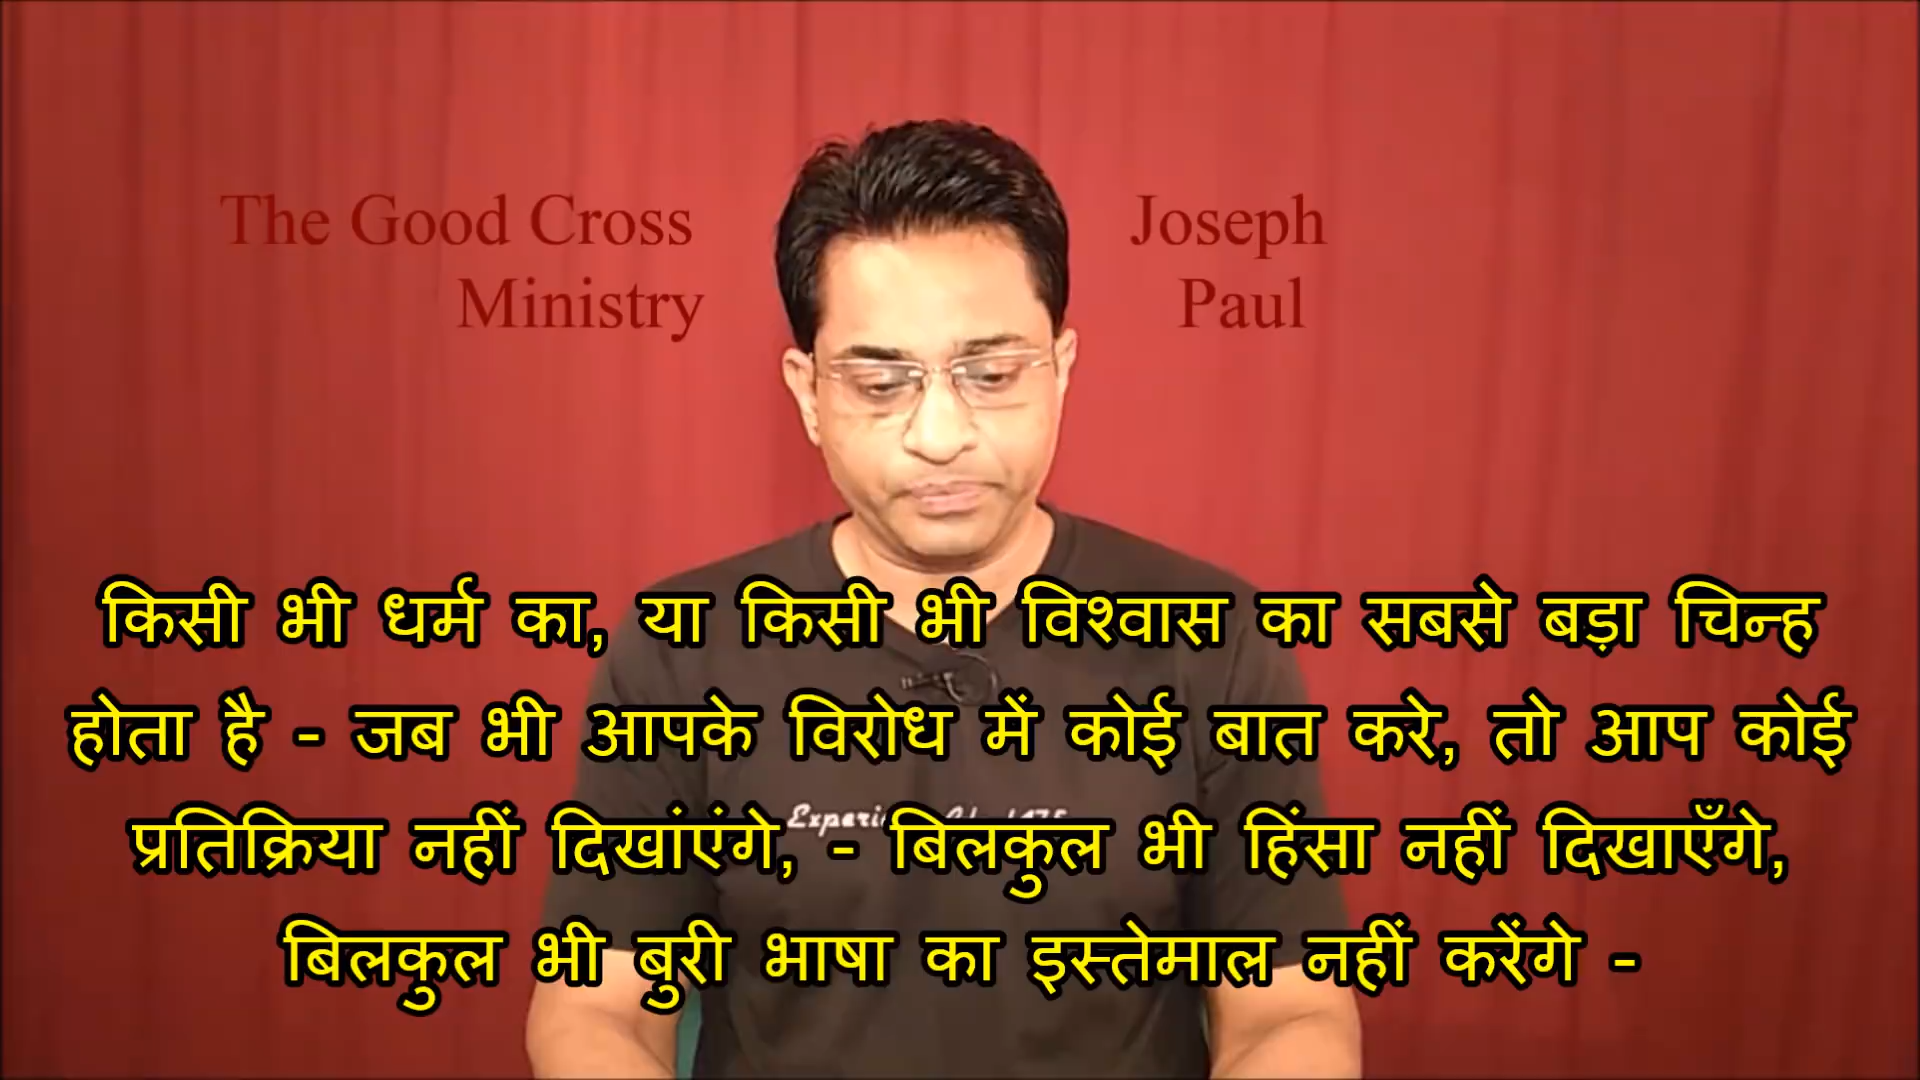 The Good Cross
Ministry
Joseph
Paul
किसी भी धर्म का, या किसी भी विश्वास का सबसे बड़ा चिन्ह
होता है - जब भी आपके विरोध में कोई बात करे, तो आप कोई
प्रतिक्रिया नहीं दिखांएंगे, - बिलकुल भी हिंसा नहीं दिखाएँगे,
बिलकुल भी बुरी भाषा का इस्तेमाल नहीं करेंगे -